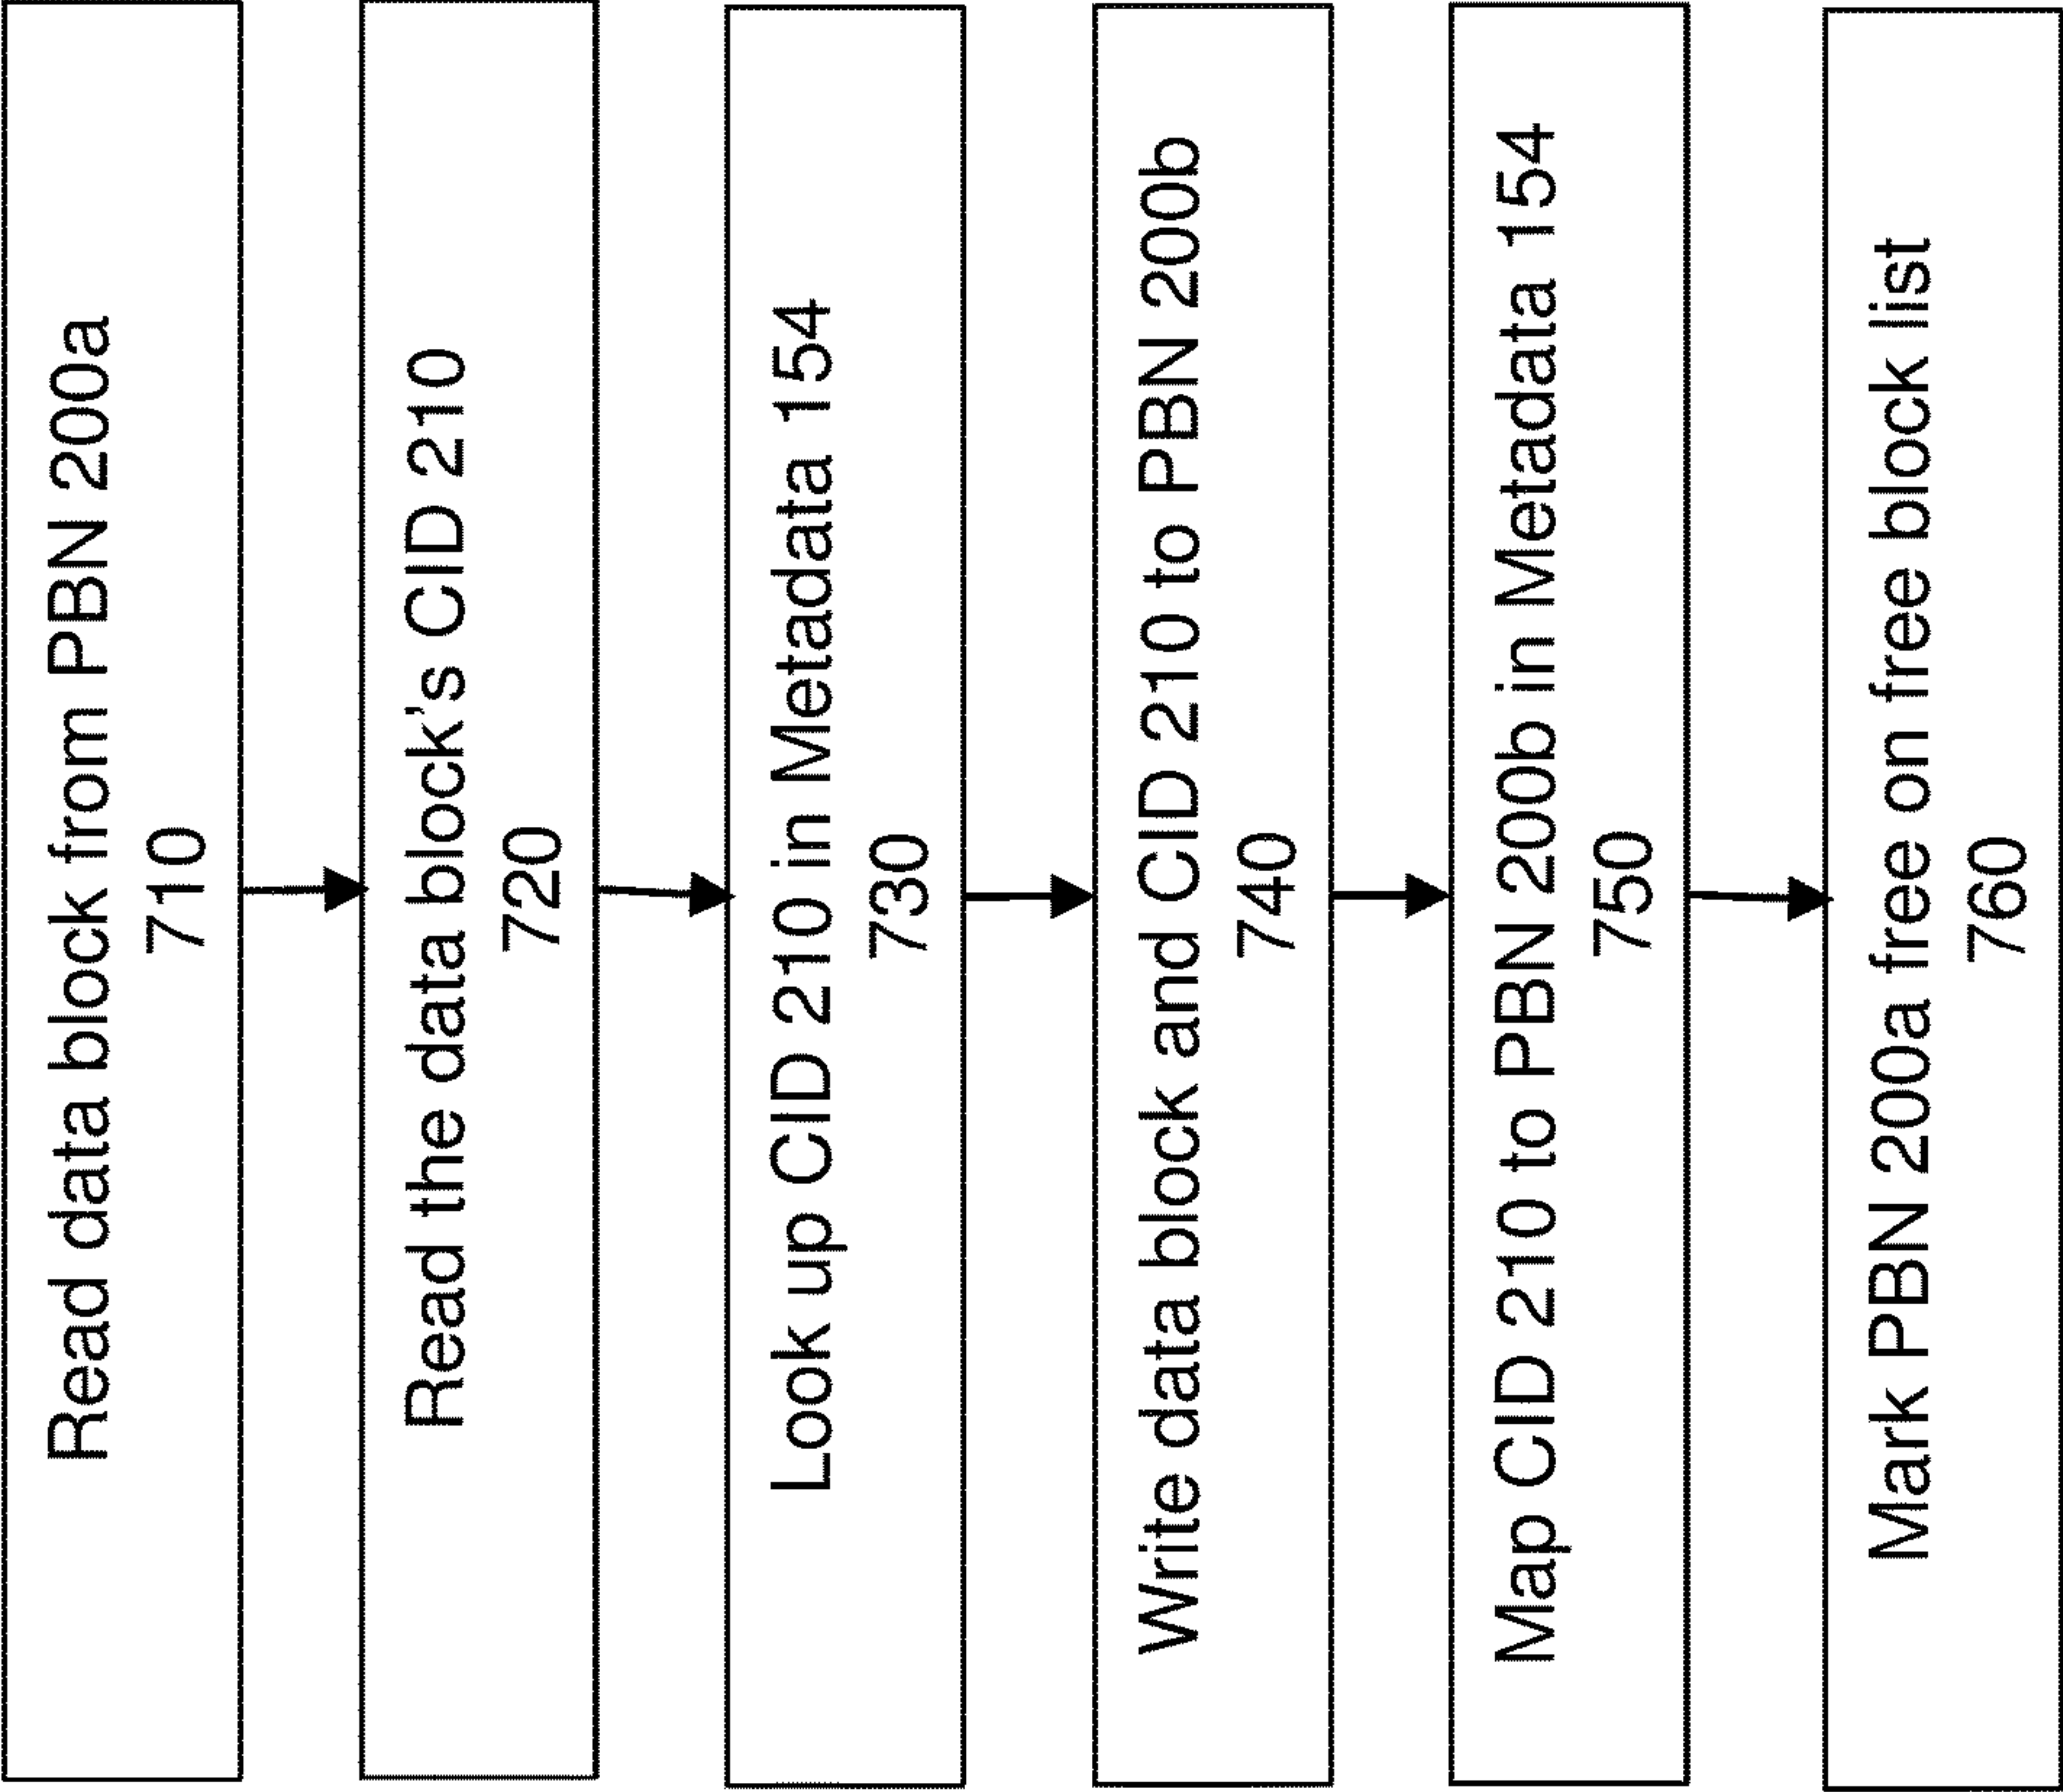 Read data block from PBN 200a
710
Read the data block's CID 210
720
Look up CID 210 in Metadata 154
730
Write data block and CID 210 to PBN 200b
740
Map CID 210 to PBN 200b in Metadata 154
750
Mark PBN 200a free on free block list
760